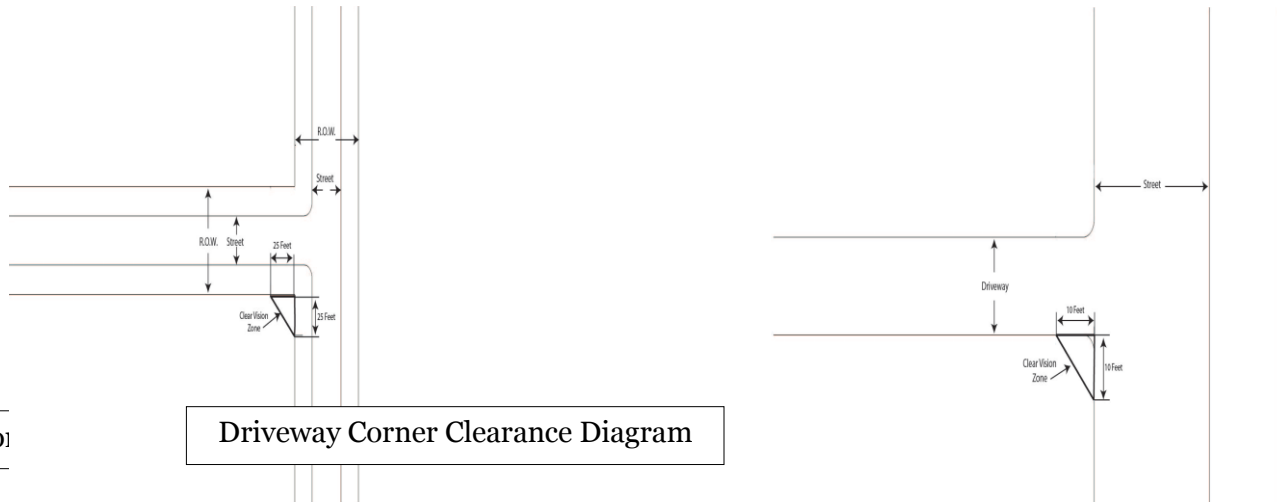 R.O.W.
Street
R.O.W.
Street
25 Feet
Clear Vision
Zone
25 Feet
Street
Driveway
10 Feet
Clear Vision
Zone
10 Feet
Driveway Corner Clearance Diagram